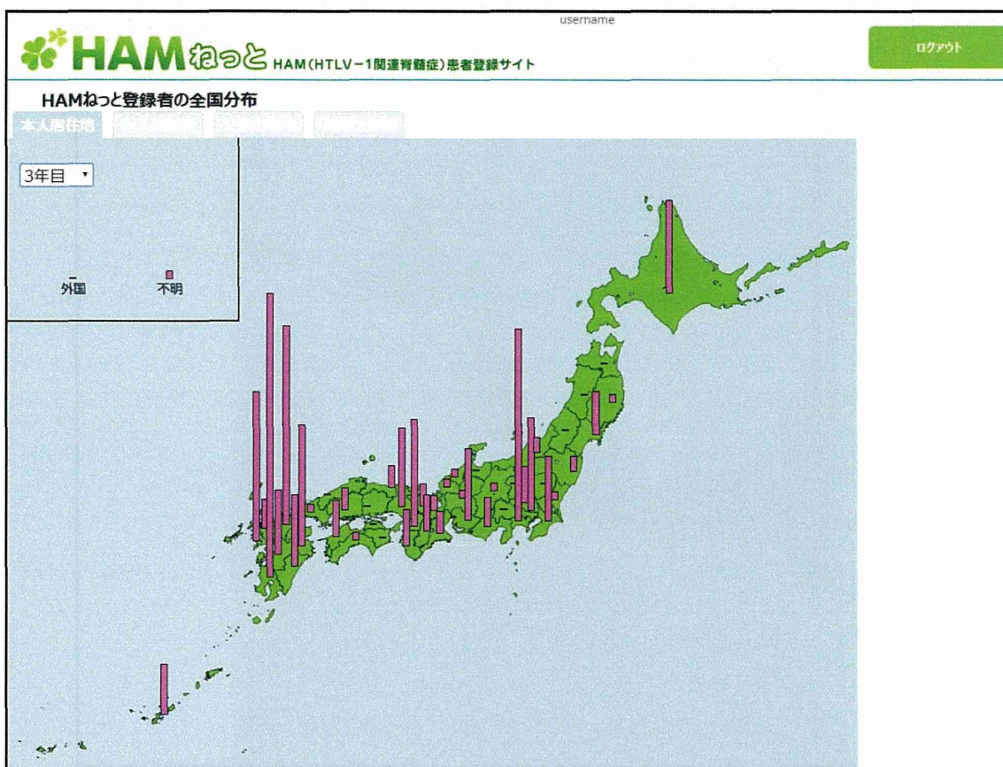 username
HAMねっと HAM(HTLV-1関連脊髄症)患者登録サイト
ログアウト
HAMねっと登録者の全国分布
本人居住地
3年目
外国
不明